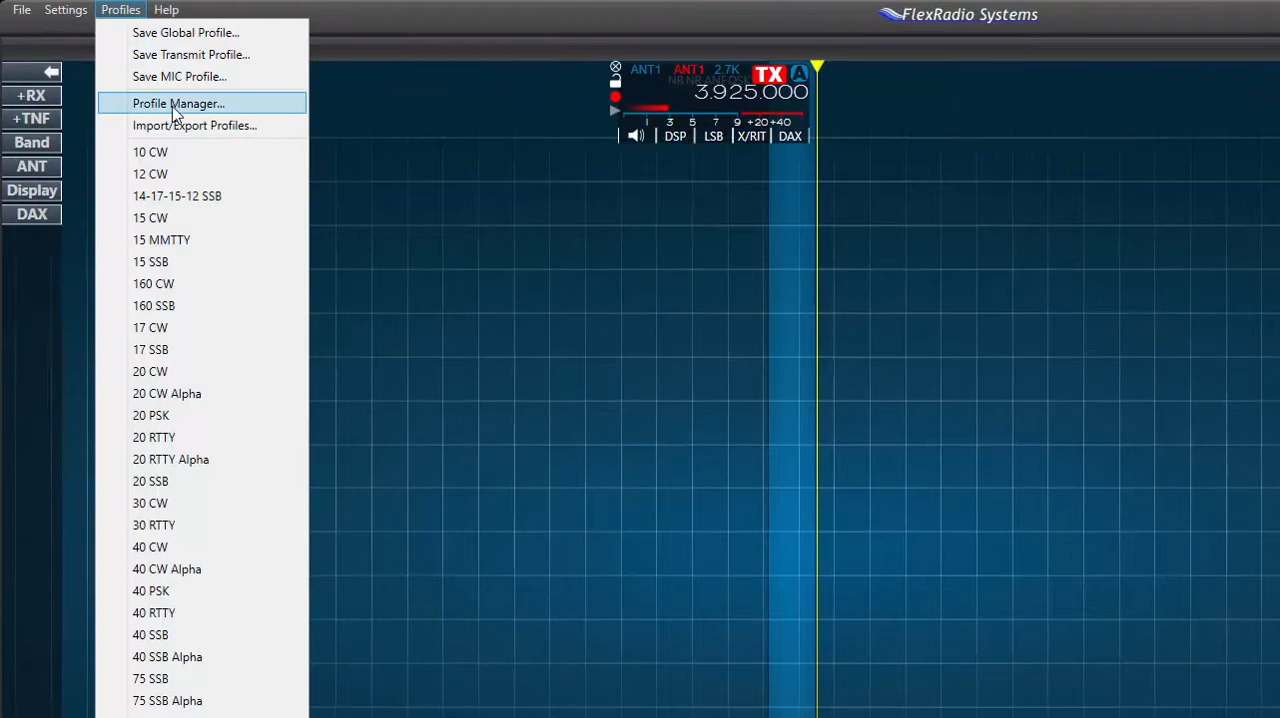 File Settings Profiles Help
FlexRadio Systems
Save Global Profile...
Save Transmit Profile...
Save MIC Profile...
Profile Manager...
Import/Export Profiles...
10 CW
12 CW
14-17-15-12 SSB
15 CW
15 MMTTY
15 SSB
160 CW
160 SSB
17 CW
17 SSB
20 CW
20 CW Alpha
20 PSK
20 RTTY
20 RTTY Alpha
20 SSB
30 CW
30 RTTY
40 CW
40 CW Alpha
40 PSK
40 RTTY
40 SSB
40 SSB Alpha
75 SSB
75 SSB Alpha
+RX
+TNF
Band
ANT
Display
DAX
ANT1 ANT1 2.7K TX A
3.925.000
1 3 5 7 9 +20 +40
DSP LSB X/RIT DAX